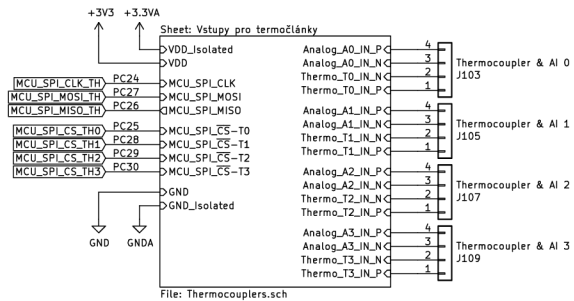 +3V3
+3.3VA
Sheet: Vstupy pro termočlánky
VDD_Isolated
VDD
MCU_SPI_CLK_TH PC24 MCU_SPI_CLK
MCU_SPI_MOSI_TH PC27 MCU_SPI_MOSI
MCU_SPI_MISO_TH PC26 MCU_SPI_MISO
MCU_SPI_CS_TH0 PC25 MCU_SPI_CS-T0
MCU_SPI_CS_TH1 PC28 MCU_SPI_CS-T1
MCU_SPI_CS_TH2 PC29 MCU_SPI_CS-T2
MCU_SPI_CS_TH3 PC30 MCU_SPI_CS-T3
GND
GND_Isolated
GND
GNDA
Analog_A0_IN_P 4
Analog_A0_IN_N 3
Thermo_T0_IN_N 2
Thermo_T0_IN_P 1
Thermocoupler & AI 0
J103
Analog_A1_IN_P 4
Analog_A1_IN_N 3
Thermo_T1_IN_N 2
Thermo_T1_IN_P 1
Thermocoupler & AI 1
J105
Analog_A2_IN_P 4
Analog_A2_IN_N 3
Thermo_T2_IN_N 2
Thermo_T2_IN_P 1
Thermocoupler & AI 2
J107
Analog_A3_IN_P 4
Analog_A3_IN_N 3
Thermo_T3_IN_N 2
Thermo_T3_IN_P 1
Thermocoupler & AI 3
J109
File: Thermocouplers.sch